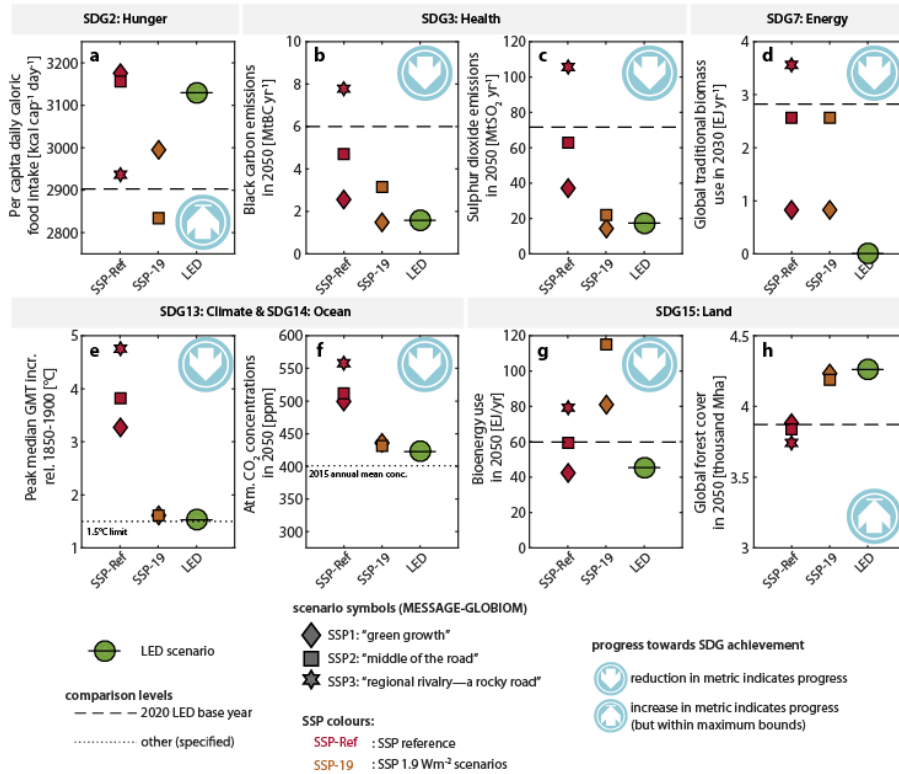 SDG2: Hunger
SDG3: Health
SDG7: Energy
a
Per capita daily caloric
food intake [kcal cap⁻¹ day⁻¹]
3200
3100
3000
2900
2800
SSP-Ref
SSP-19
LED
b
Black carbon emissions
in 2050 [MtBC yr⁻¹]
10
8
6
4
2
0
SSP-Ref
SSP-19
LED
c
Sulphur dioxide emissions
in 2050 [MtSO₂ yr⁻¹]
120
100
80
60
40
20
0
SSP-Ref
SSP-19
LED
d
Global traditional biomass
use in 2030 [EJ yr⁻¹]
4
3
2
1
0
SSP-Ref
SSP-19
LED
SDG13: Climate & SDG14: Ocean
SDG15: Land
e
Peak median GMT incr.
rel. 1850-1900 [°C]
5
4
3
2
1
1.5°C limit
SSP-Ref
SSP-19
LED
f
Atm. CO₂ concentrations
in 2050 [ppm]
600
550
500
450
400
350
300
2015 annual mean conc.
SSP-Ref
SSP-19
LED
g
Bioenergy use
in 2050 [EJ/yr]
120
100
80
60
40
20
0
SSP-Ref
SSP-19
LED
h
Global forest cover
in 2050 [thousand Mha]
4.5
4
3.5
3
SSP-Ref
SSP-19
LED
LED scenario
comparison levels
2020 LED base year
other (specified)
scenario symbols (MESSAGE-GLOBIOM)
SSP1: "green growth"
SSP2: "middle of the road"
SSP3: "regional rivalry—a rocky road"
SSP colours:
SSP-Ref : SSP reference
SSP-19 : SSP 1.9 Wm⁻² scenarios
progress towards SDG achievement
reduction in metric indicates progress
increase in metric indicates progress
(but within maximum bounds)